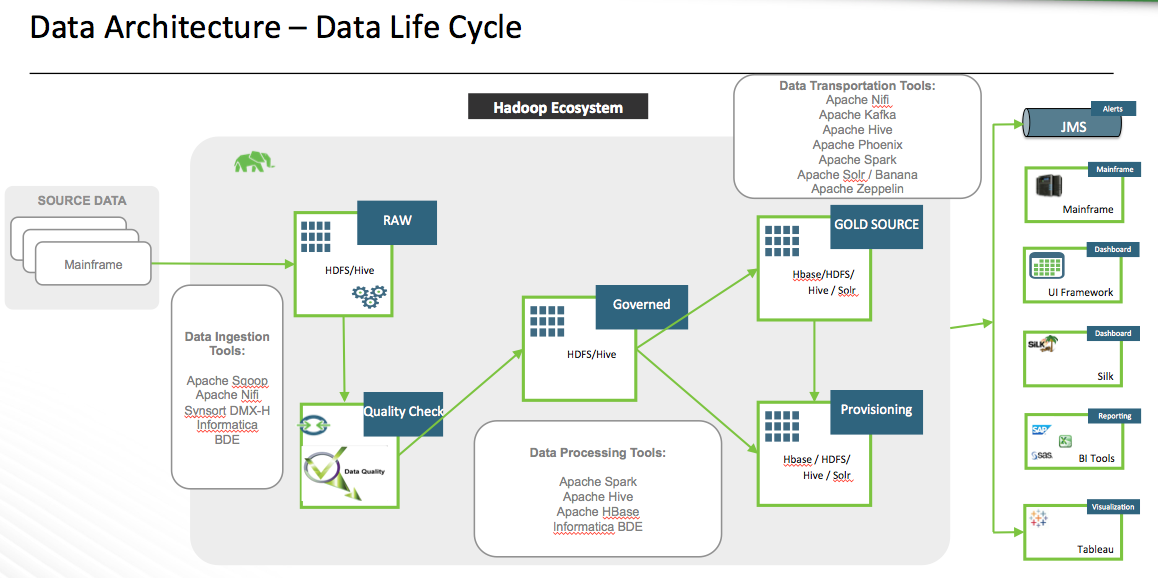 Data Architecture – Data Life Cycle
Hadoop Ecosystem
Data Transportation Tools:
Apache Nifi
Apache Kafka
Apache Hive
Apache Phoenix
Apache Spark
Apache Solr / Banana
Apache Zeppelin
SOURCE DATA
Mainframe
RAW
HDFS/Hive
Data Ingestion
Tools:
Apache Sqoop
Apache Nifi
Synsort DMX-H
Informatica
BDE
Quality Check
Data Quality
Governed
HDFS/Hive
Data Processing Tools:
Apache Spark
Apache Hive
Apache HBase
Informatica BDE
GOLD SOURCE
Hbase/HDFS/
Hive / Solr
Provisioning
Hbase / HDFS/
Hive / Solr
Alerts
JMS
Mainframe
Mainframe
Dashboard
UI Framework
Dashboard
SiLK
Silk
Reporting
SAP
sas
BI Tools
Visualization
Tableau